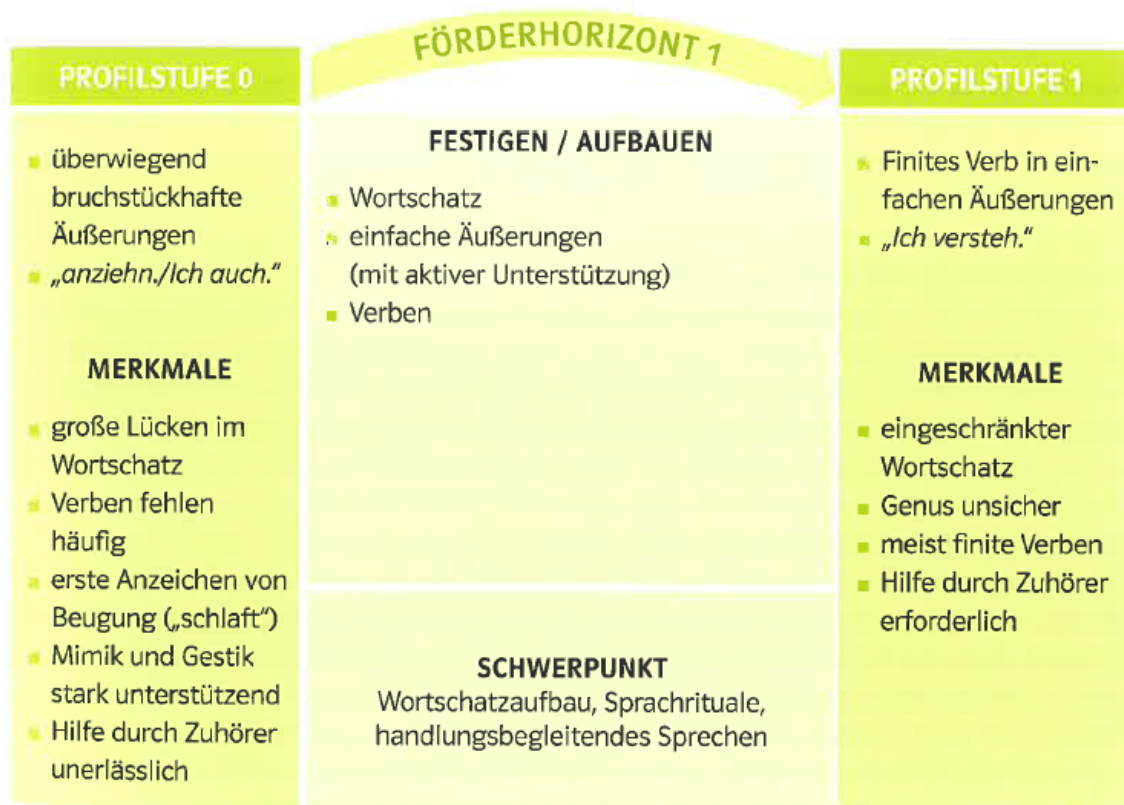 FÖRDERHORIZONT 1
PROFILSTUFE 0
überwiegend
bruchstückhafte
Äußerungen
„anziehn./Ich auch.“
MERKMALE
große Lücken im
Wortschatz
Verben fehlen
häufig
erste Anzeichen von
Beugung („schlaft“)
Mimik und Gestik
stark unterstützend
Hilfe durch Zuhörer
unerlässlich
FESTIGEN / AUFBAUEN
Wortschatz
einfache Äußerungen
(mit aktiver Unterstützung)
Verben
SCHWERPUNKT
Wortschatzaufbau, Sprachrituale,
handlungsbegleitendes Sprechen
PROFILSTUFE 1
Finites Verb in ein-
fachen Äußerungen
„Ich versteh.“
MERKMALE
eingeschränkter
Wortschatz
Genus unsicher
meist finite Verben
Hilfe durch Zuhörer
erforderlich